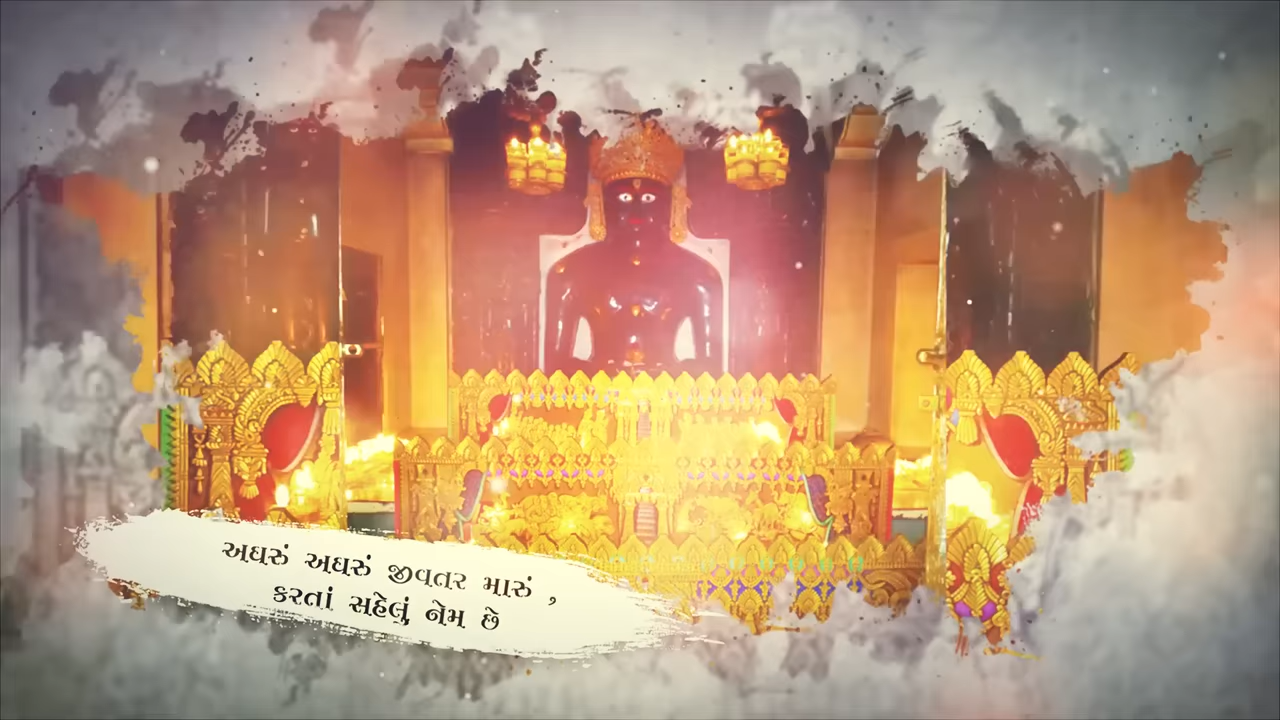 અઘરું અઘરું જીવતર મારું ,
કરતાં સહેલું નેમ છે